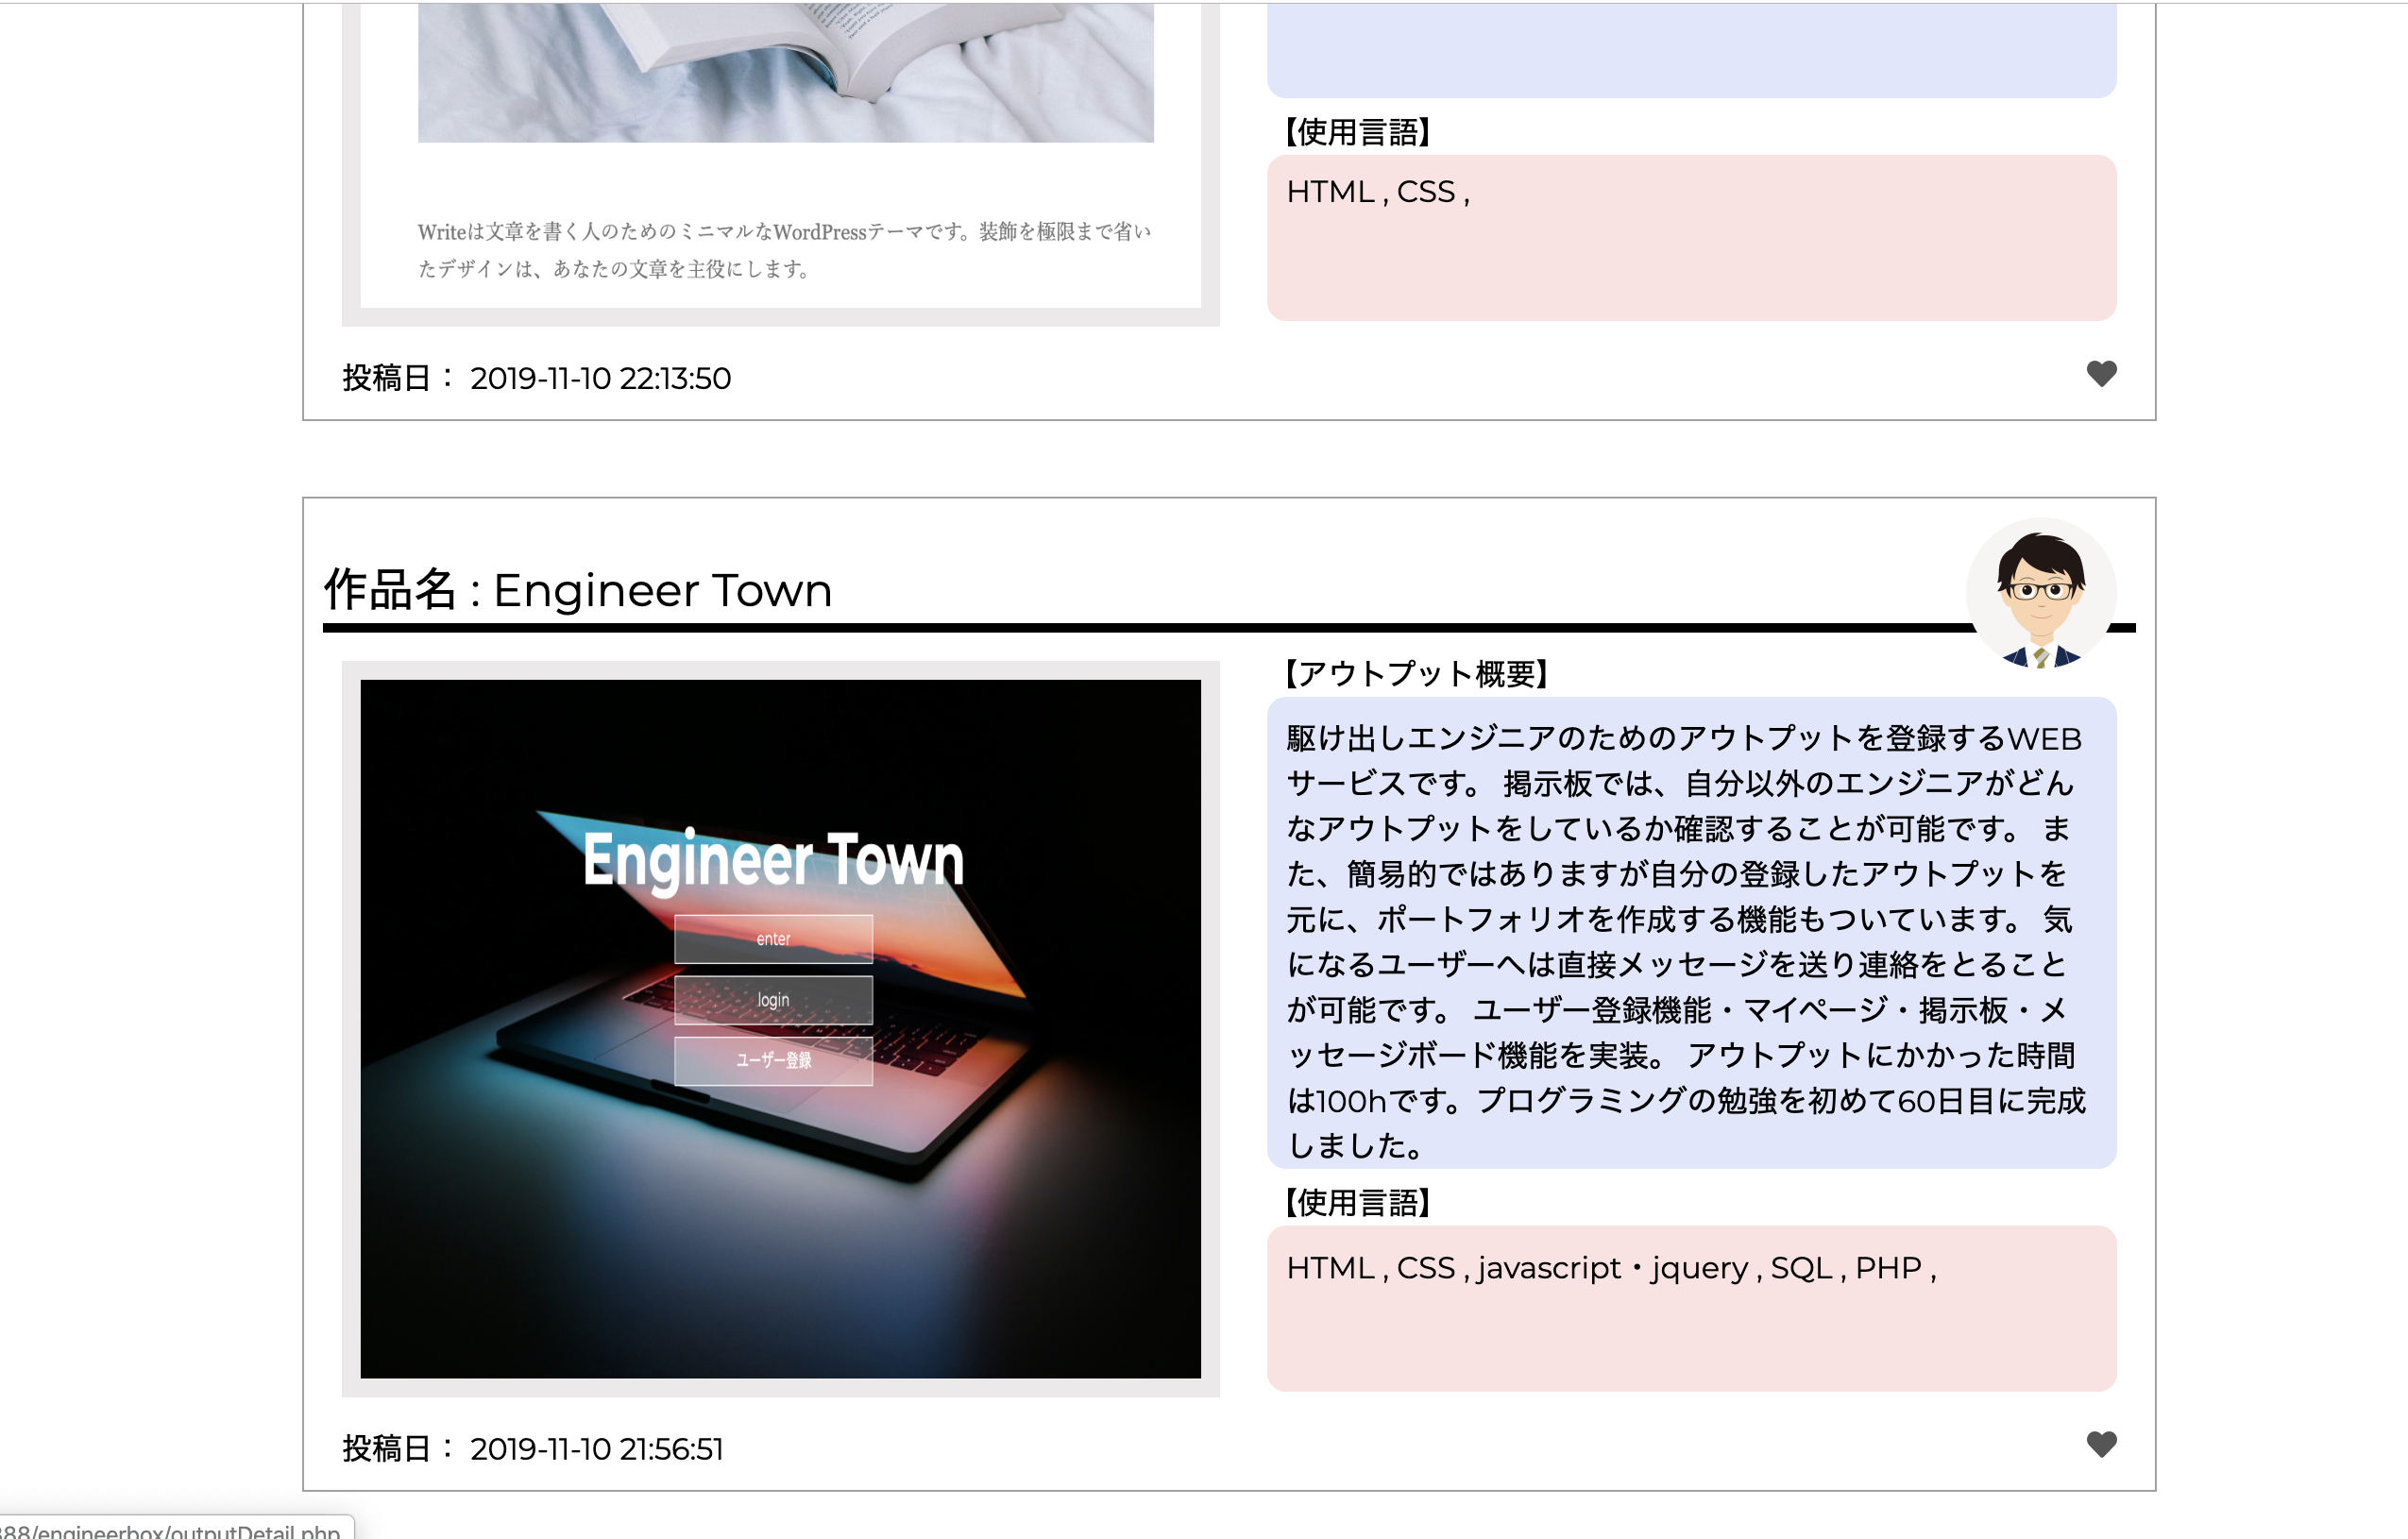 【使用言語】
HTML , CSS ,
Writeは文章を書く人のためのミニマルなWordPressテーマです。装飾を極限まで省い
たデザインは、あなたの文章を主役にします。
投稿日： 2019-11-10 22:13:50
作品名 : Engineer Town
Engineer Town
enter
login
ユーザー登録
【アウトプット概要】
駆け出しエンジニアのためのアウトプットを登録するWEB
サービスです。 掲示板では、自分以外のエンジニアがどん
なアウトプットをしているか確認することが可能です。 ま
た、簡易的ではありますが自分の登録したアウトプットを
元に、ポートフォリオを作成する機能もついています。 気
になるユーザーへは直接メッセージを送り連絡をとること
が可能です。 ユーザー登録機能・マイページ・掲示板・メ
ッセージボード機能を実装。 アウトプットにかかった時間
は100hです。プログラミングの勉強を初めて60日目に完成
しました。
【使用言語】
HTML , CSS , javascript・jquery , SQL , PHP ,
投稿日： 2019-11-10 21:56:51
888/engineerbox/outputDetail.php